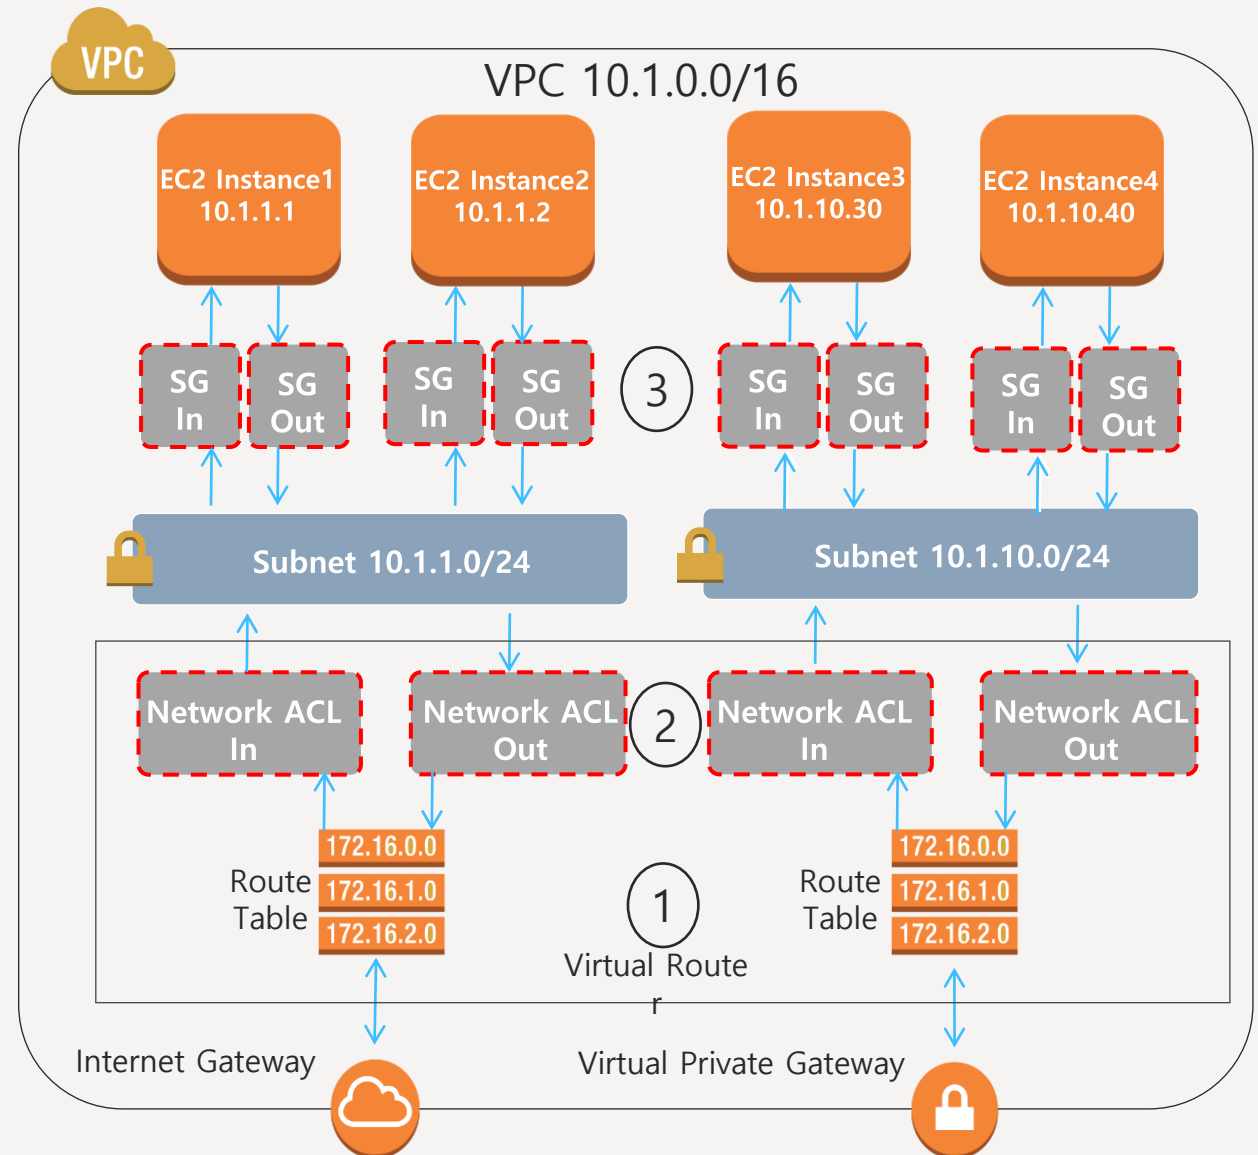 VPC
VPC 10.1.0.0/16
EC2 Instance1
10.1.1.1
EC2 Instance2
10.1.1.2
EC2 Instance3
10.1.10.30
EC2 Instance4
10.1.10.40
SG
In
SG
Out
SG
In
SG
Out
3
SG
In
SG
Out
SG
In
SG
Out
Subnet 10.1.1.0/24
Subnet 10.1.10.0/24
Network ACL
In
Network ACL
Out
2
Network ACL
In
Network ACL
Out
Route
Table
172.16.0.0
172.16.1.0
172.16.2.0
1
Virtual Route
r
Route
Table
172.16.0.0
172.16.1.0
172.16.2.0
Internet Gateway
Virtual Private Gateway